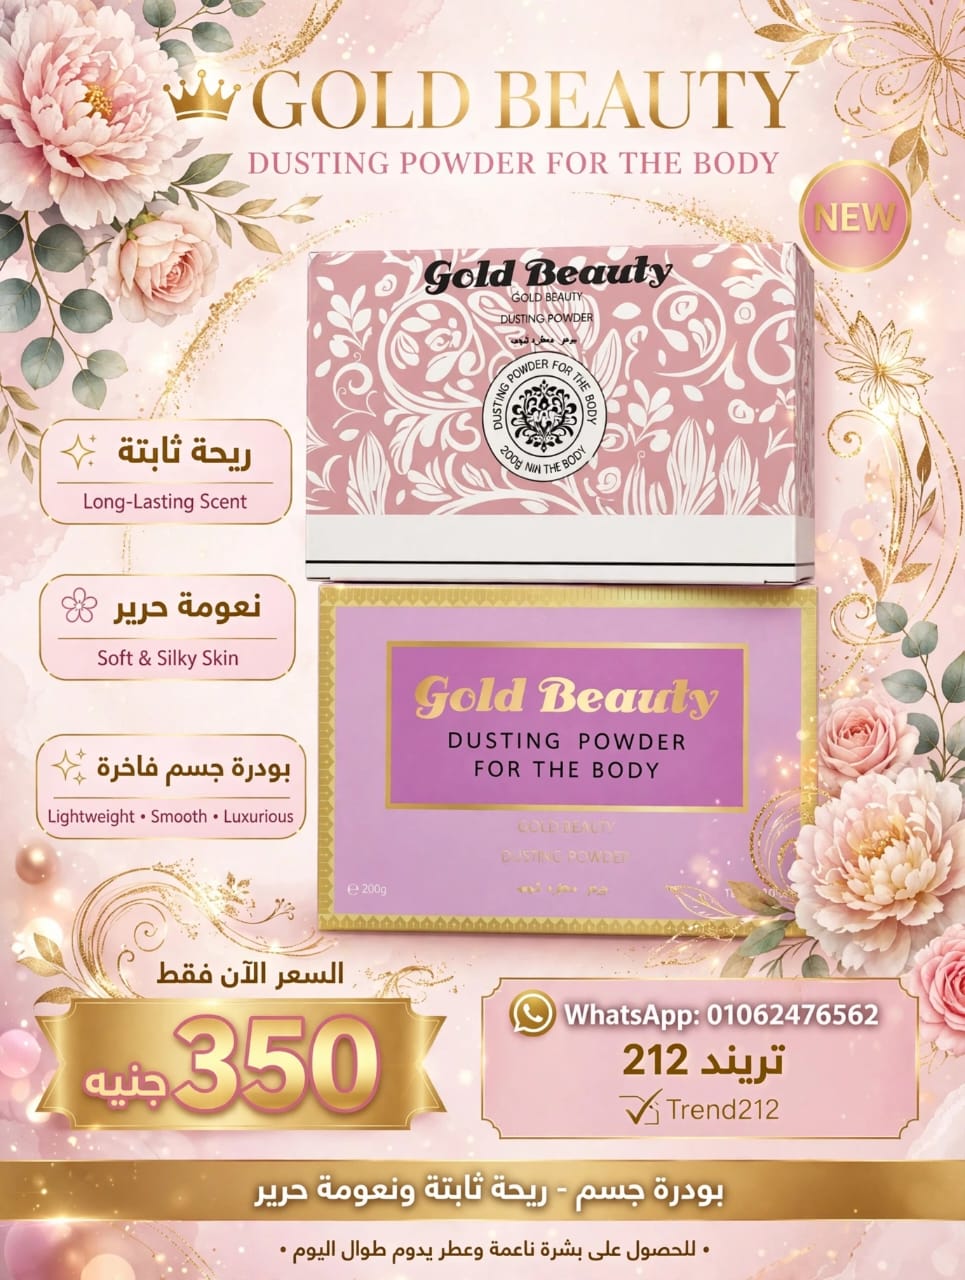 GOLD BEAUTY
DUSTING POWDER FOR THE BODY
NEW
Gold Beauty
GOLD BEAUTY
DUSTING POWDER
DUSTING POWDER FOR THE BODY
200g NIN THE BODY
ريحة ثابتة
Long-Lasting Scent
نعومة حرير
Soft & Silky Skin
بودرة جسم فاخرة
Lightweight • Smooth • Luxurious
Gold Beauty
DUSTING POWDER
FOR THE BODY
GOLD BEAUTY
DUSTING POWDER
℮ 200g
السعر الآن فقط
350 جنيه
WhatsApp: 01062476562
تريند 212
Trend212
بودرة جسم - ريحة ثابتة ونعومة حرير
• للحصول على بشرة ناعمة وعطر يدوم طوال اليوم •